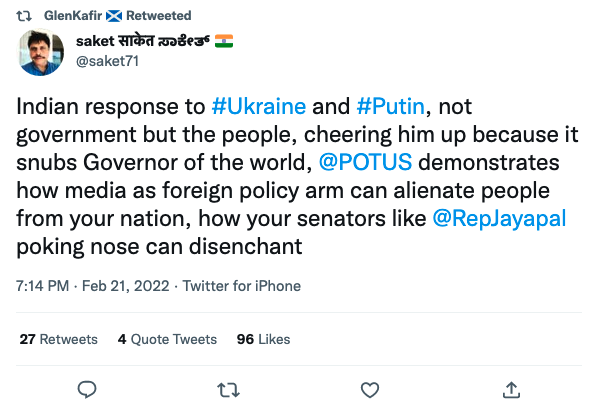 GlenKafir 🏴󠁧󠁢󠁳󠁣󠁴󠁿 Retweeted
saket साकेत ಸಾಕೇತ್ 🇮🇳
@saket71
Indian response to #Ukraine and #Putin, not
government but the people, cheering him up because it
snubs Governor of the world, @POTUS demonstrates
how media as foreign policy arm can alienate people
from your nation, how your senators like @RepJayapal
poking nose can disenchant
7:14 PM · Feb 21, 2022 · Twitter for iPhone
27 Retweets 4 Quote Tweets 96 Likes